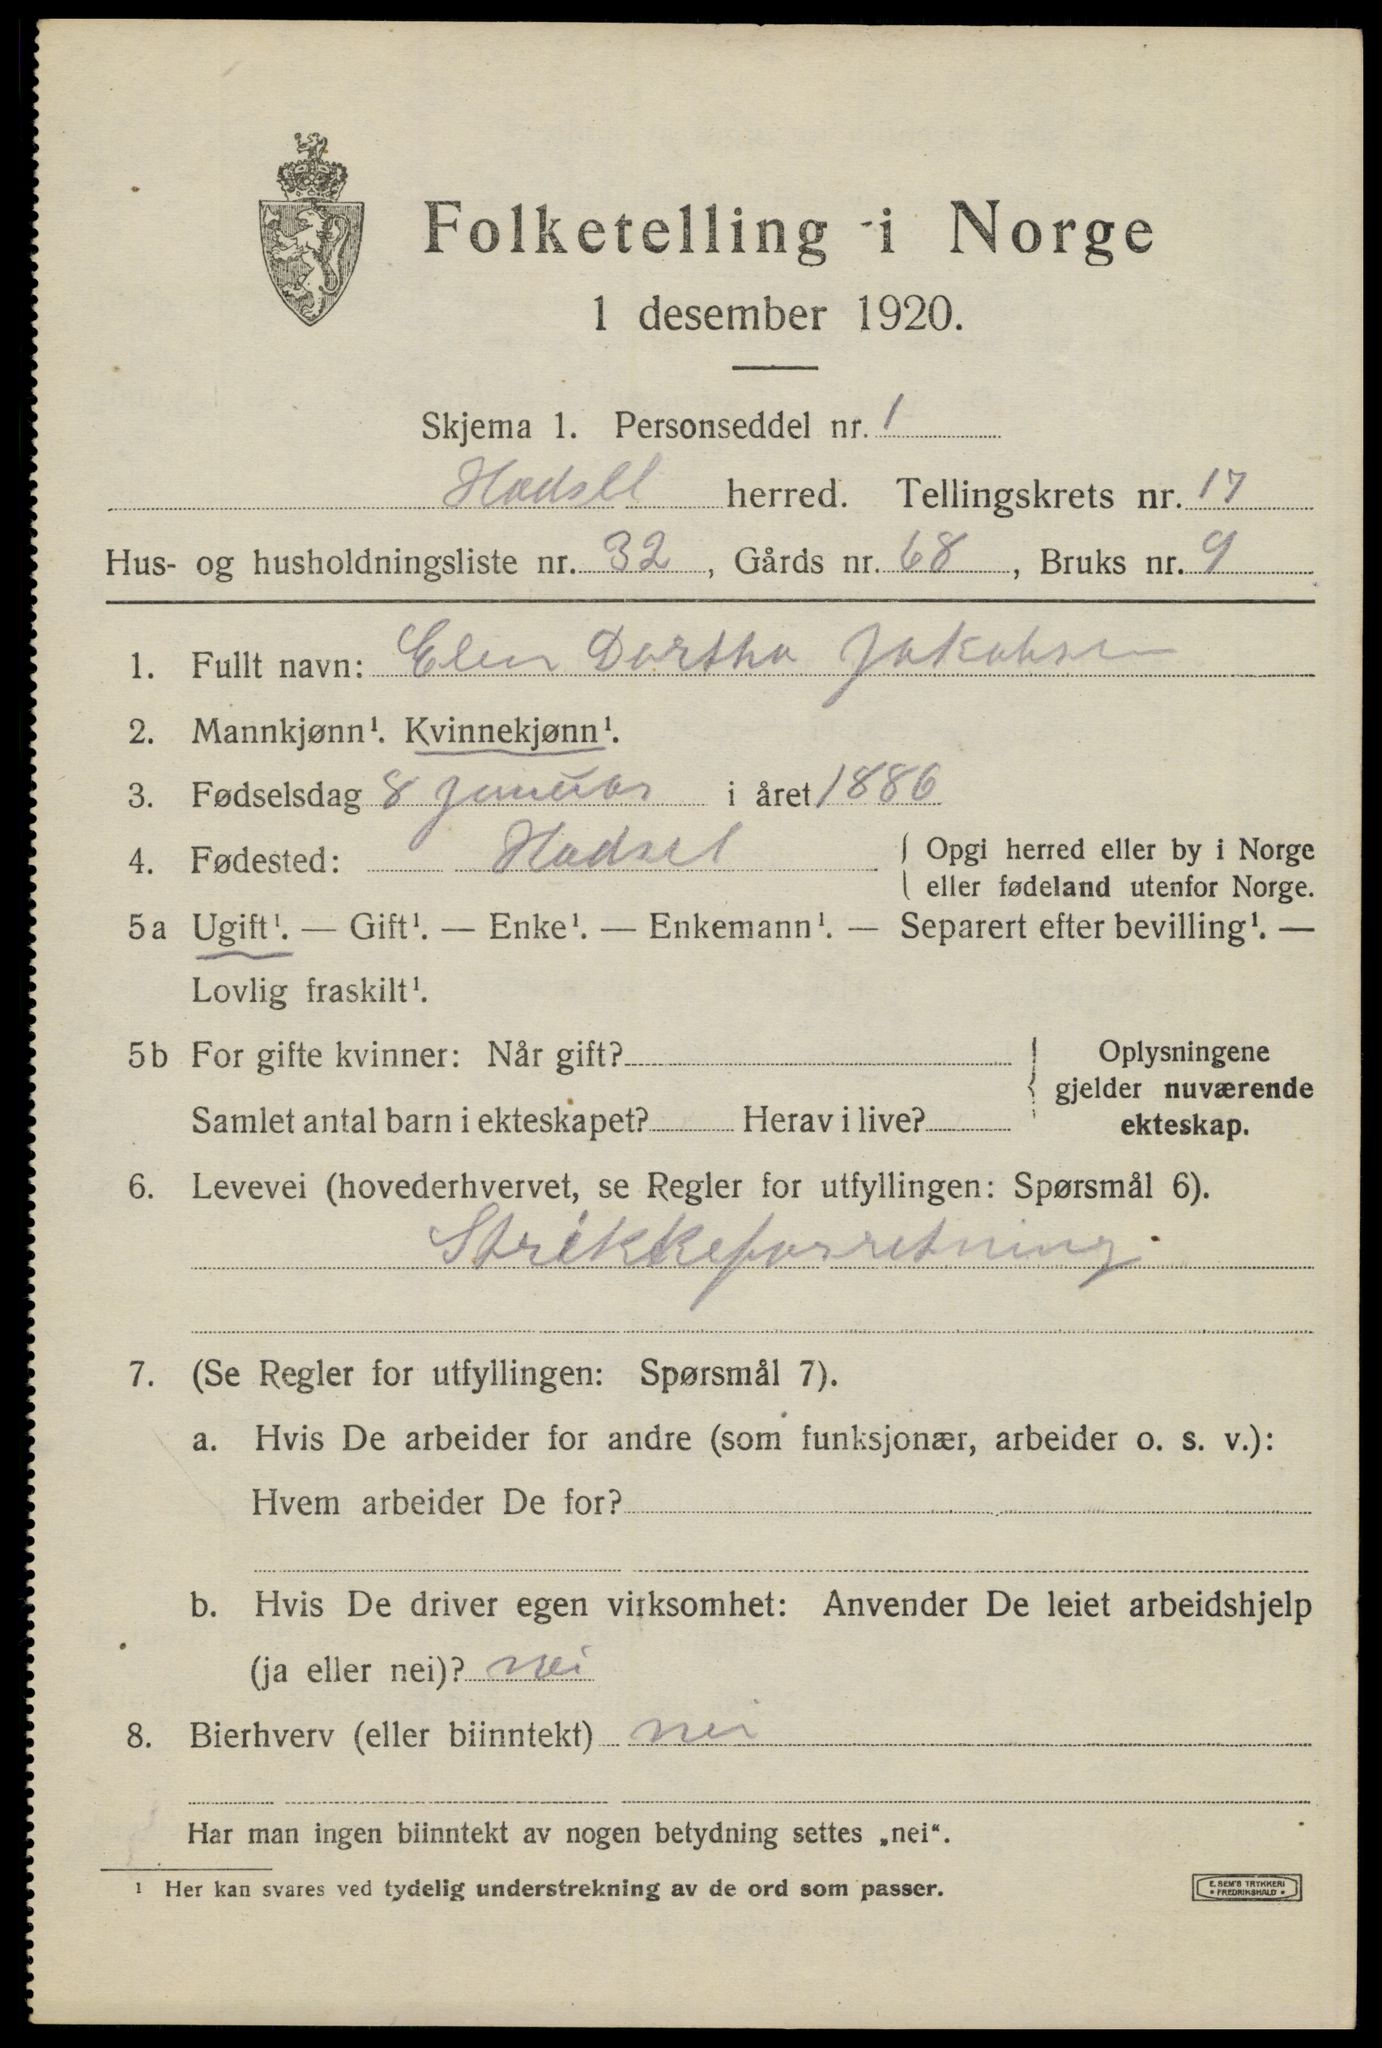 Folketelling i Norge
1 desember 1920.
Skjema 1. Personseddel nr. 1
Hadsel herred. Tellingskrets nr. 17
Hus- og husholdningsliste nr. 32, Gårds nr. 68, Bruks nr. 9
1. Fullt navn: Elen Dortha Jakobsen
2. Mannkjønn¹. Kvinnekjønn¹.
3. Fødselsdag 8 januar i året 1886
4. Fødested: Hadsel { Opgi herred eller by i Norge
eller fødeland utenfor Norge.
5a Ugift¹. — Gift¹. — Enke¹. — Enkemann¹. — Separert efter bevilling¹. —
Lovlig fraskilt¹.
5b For gifte kvinner: Når gift? { Oplysningene
gjelder nuværende
Samlet antal barn i ekteskapet? Herav i live? ekteskap.
6. Levevei (hovederhvervet, se Regler for utfyllingen: Spørsmål 6).
Strikkeforretning
7. (Se Regler for utfyllingen: Spørsmål 7).
a. Hvis De arbeider for andre (som funksjonær, arbeider o. s. v.):
Hvem arbeider De for?
b. Hvis De driver egen virksomhet: Anvender De leiet arbeidshjelp
(ja eller nei)? nei
8. Bierhverv (eller biinntekt) nei
Har man ingen biinntekt av nogen betydning settes „nei“.
¹ Her kan svares ved tydelig understrekning av de ord som passer.
E. SEM'S TRYKKERI
* FREDRIKSHALD *